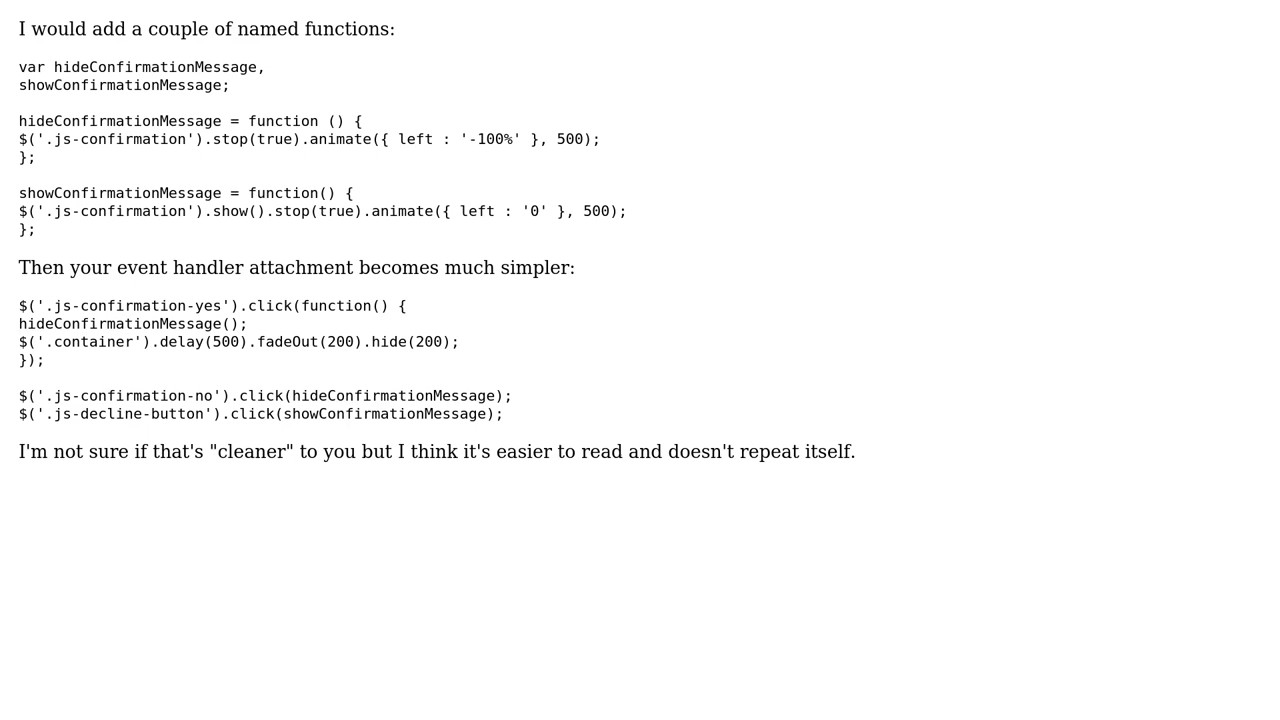 I would add a couple of named functions:
var hideConfirmationMessage,
showConfirmationMessage;
hideConfirmationMessage = function () {
$('.js-confirmation').stop(true).animate({ left : '-100%' }, 500);
};
showConfirmationMessage = function() {
$('.js-confirmation').show().stop(true).animate({ left : '0' }, 500);
};
Then your event handler attachment becomes much simpler:
$('.js-confirmation-yes').click(function() {
hideConfirmationMessage();
$('.container').delay(500).fadeOut(200).hide(200);
});
$('.js-confirmation-no').click(hideConfirmationMessage);
$('.js-decline-button').click(showConfirmationMessage);
I'm not sure if that's "cleaner" to you but I think it's easier to read and doesn't repeat itself.